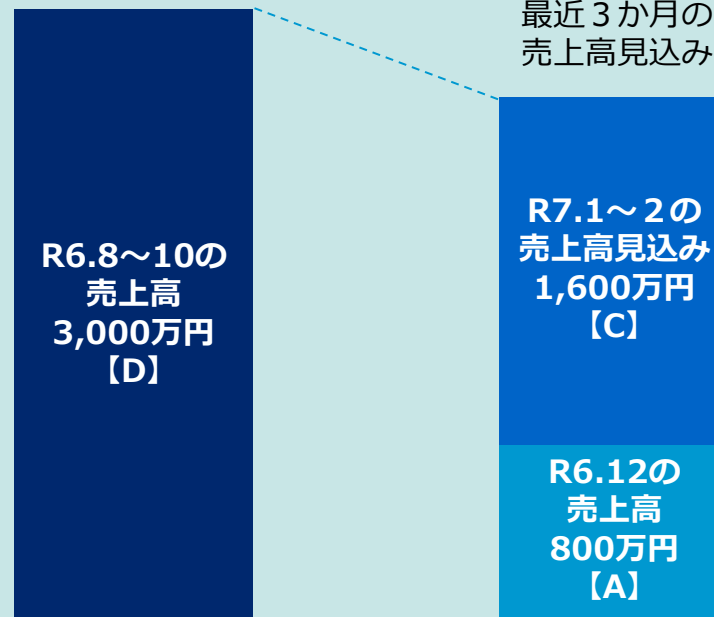 最近３か月の
売上高見込み
R6.8～10の
売上高
3,000万円
【D】
R7.1～２の
売上高見込み
1,600万円
【C】
R6.12の
売上高
800万円
【A】